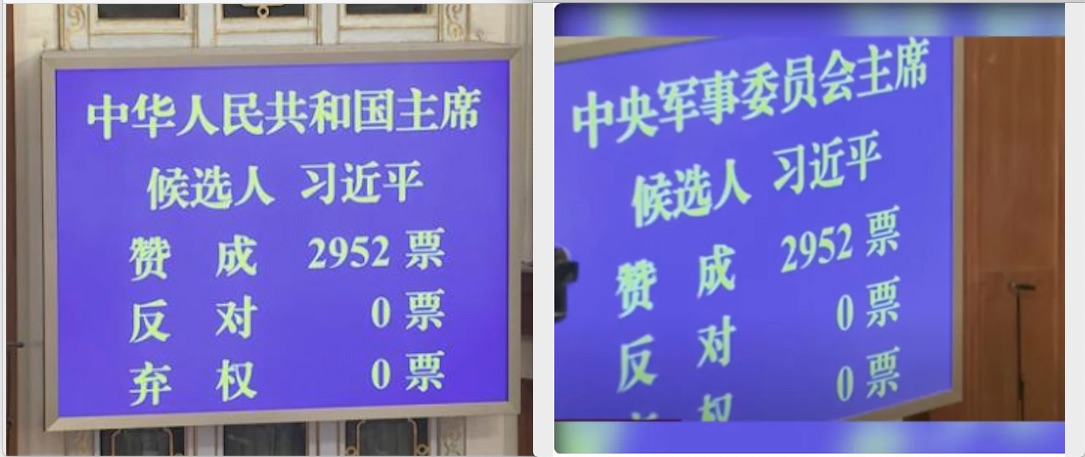 中华人民共和国主席
候选人 习近平
赞 成 2952 票
反 对 0 票
弃 权 0 票
中央军事委员会主席
候选人 习近平
赞 成 2952 票
反 对 0 票
权 0 票